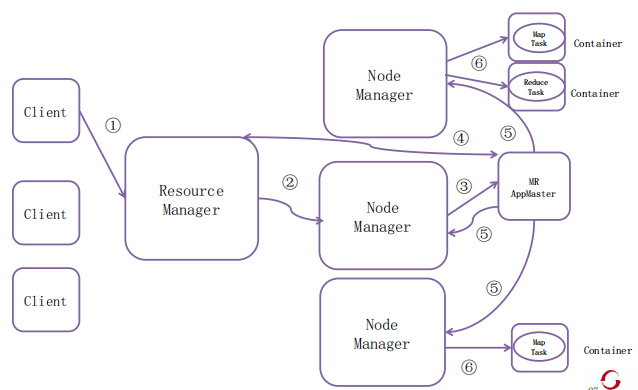 Client
Client
Client
①
Resource
Manager
②
Node
Manager
Node
Manager
Node
Manager
③
④
⑤
⑤
⑤
⑥
⑥
MR
AppMaster
Map
Task
Container
Reduce
Task
Container
Map
Task
Container